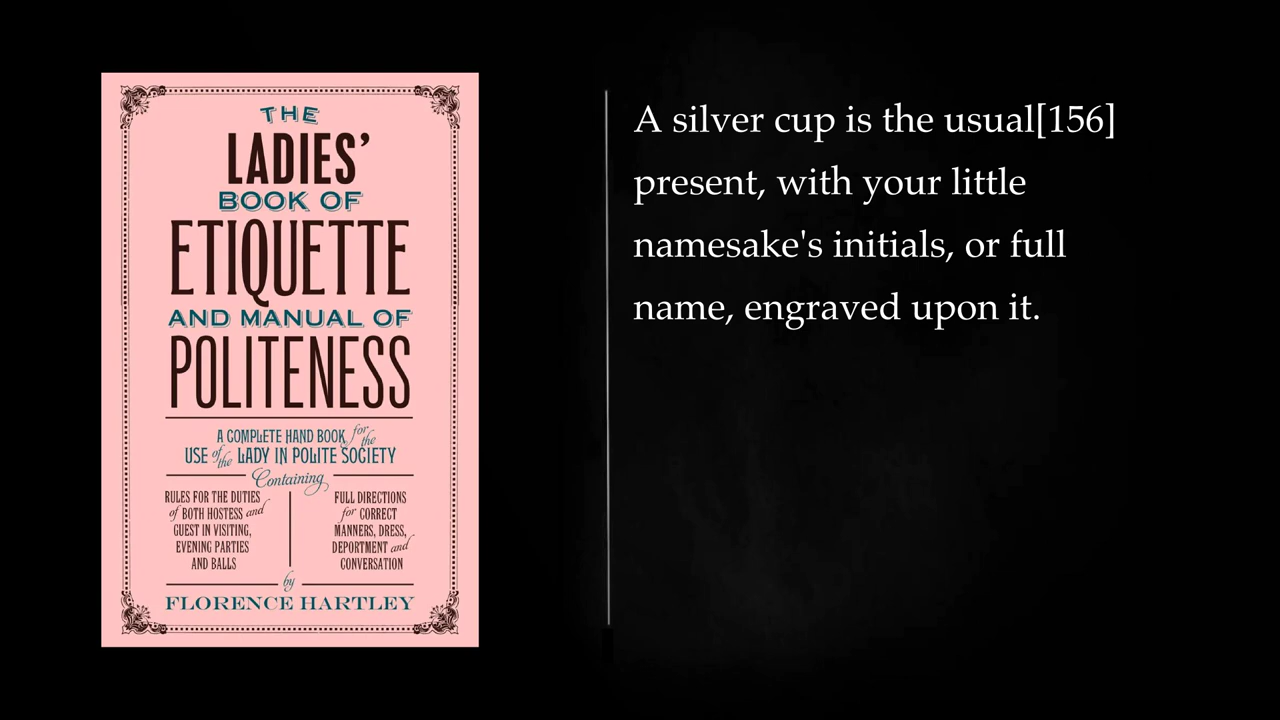 THE
LADIES'
BOOK OF
ETIQUETTE
AND MANUAL OF
POLITENESS
A COMPLETE HAND BOOK for the
USE of the LADY IN POLITE SOCIETY
Containing
RULES FOR THE DUTIES
of BOTH HOSTESS and
GUEST IN VISITING,
EVENING PARTIES
AND BALLS
FULL DIRECTIONS
for CORRECT
MANNERS, DRESS,
DEPORTMENT and
CONVERSATION
by
FLORENCE HARTLEY
A silver cup is the usual[156]
present, with your little
namesake's initials, or full
name, engraved upon it.